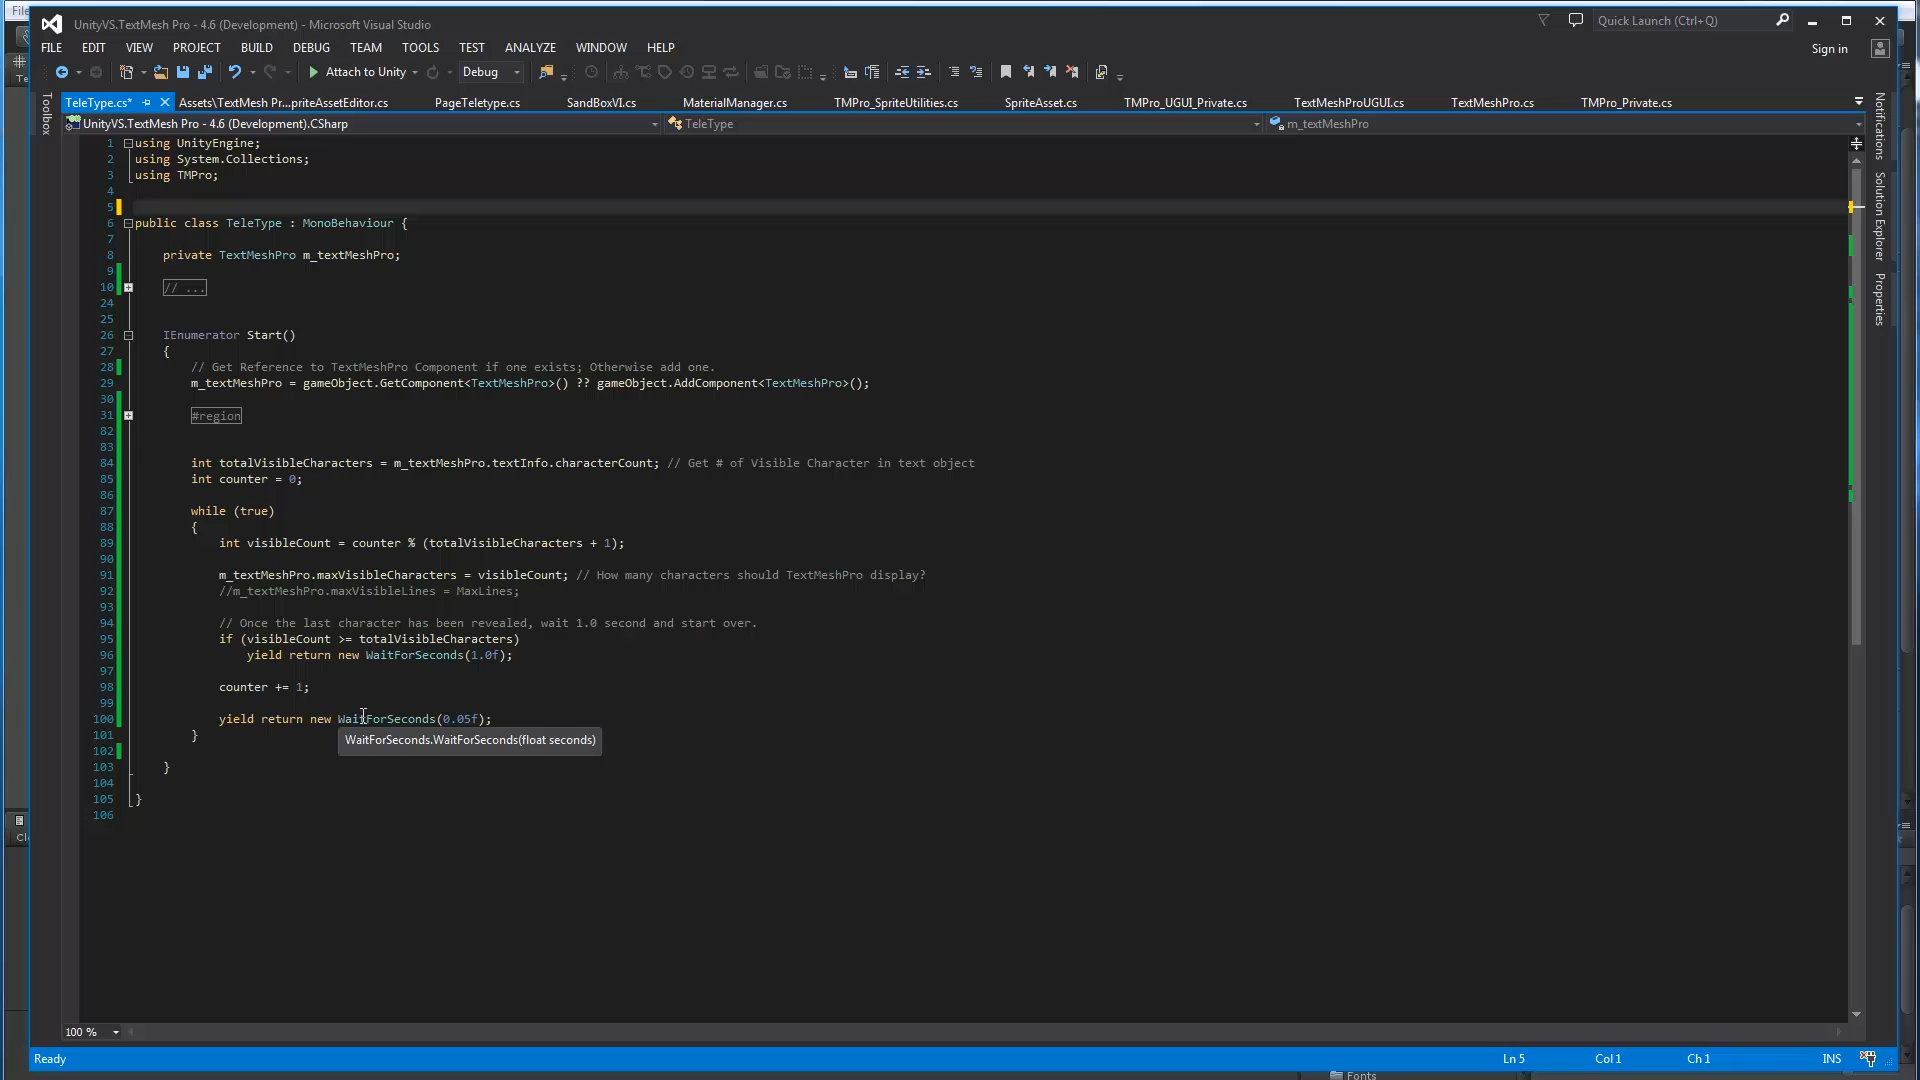 File
UnityVS.TextMesh Pro - 4.6 (Development) - Microsoft Visual Studio
Quick Launch (Ctrl+Q)
FILE EDIT VIEW PROJECT BUILD DEBUG TEAM TOOLS TEST ANALYZE WINDOW HELP
Sign in
Attach to Unity Debug
TeleType.cs* Assets\TextMesh Pr...priteAssetEditor.cs PageTeletype.cs SandBoxVI.cs MaterialManager.cs TMPro_SpriteUtilities.cs SpriteAsset.cs TMPro_UGUI_Private.cs TextMeshProUGUI.cs TextMeshPro.cs TMPro_Private.cs
UnityVS.TextMesh Pro - 4.6 (Development).CSharp TeleType m_textMeshPro
Toolbox
Notifications
Solution Explorer
Properties
1 using UnityEngine;
2 using System.Collections;
3 using TMPro;
4
5
6 public class TeleType : MonoBehaviour {
7
8 private TextMeshPro m_textMeshPro;
9
10 // ...
24
25
26 IEnumerator Start()
27 {
28 // Get Reference to TextMeshPro Component if one exists; Otherwise add one.
29 m_textMeshPro = gameObject.GetComponent<TextMeshPro>() ?? gameObject.AddComponent<TextMeshPro>();
30
31 #region
82
83
84 int totalVisibleCharacters = m_textMeshPro.textInfo.characterCount; // Get # of Visible Character in text object
85 int counter = 0;
86
87 while (true)
88 {
89 int visibleCount = counter % (totalVisibleCharacters + 1);
90
91 m_textMeshPro.maxVisibleCharacters = visibleCount; // How many characters should TextMeshPro display?
92 //m_textMeshPro.maxVisibleLines = MaxLines;
93
94 // Once the last character has been revealed, wait 1.0 second and start over.
95 if (visibleCount >= totalVisibleCharacters)
96 yield return new WaitForSeconds(1.0f);
97
98 counter += 1;
99
100 yield return new WaitForSeconds(0.05f);
101 }
WaitForSeconds.WaitForSeconds(float seconds)
102
103 }
104
105 }
106
100 %
Ready Ln 5 Col 1 Ch 1 INS
Fonts